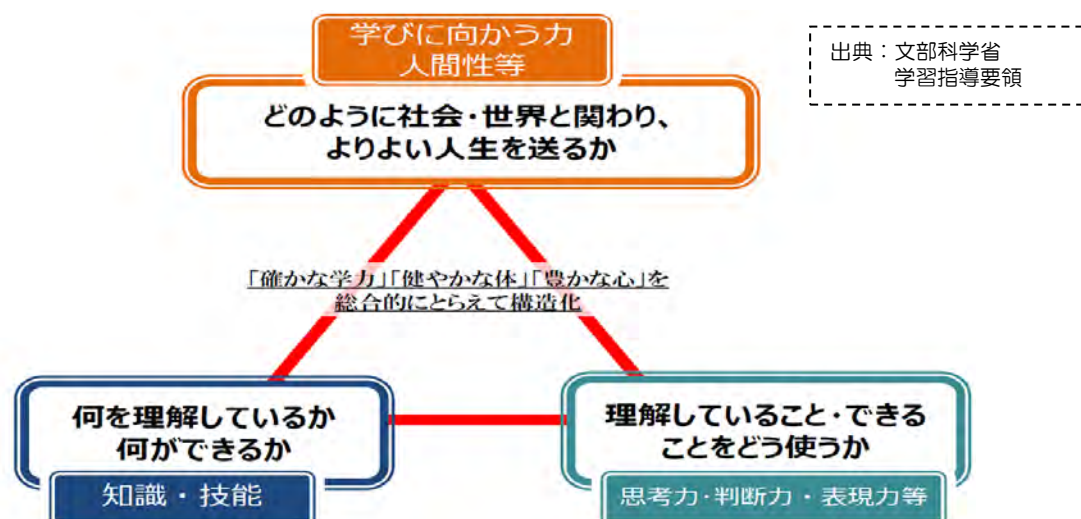 学びに向かう力
人間性等
どのように社会・世界と関わり、
よりよい人生を送るか
出典：文部科学省
学習指導要領
「確かな学力」「健やかな体」「豊かな心」を
総合的にとらえて構造化
何を理解しているか
何ができるか
知識・技能
理解していること・できる
ことをどう使うか
思考力・判断力・表現力等